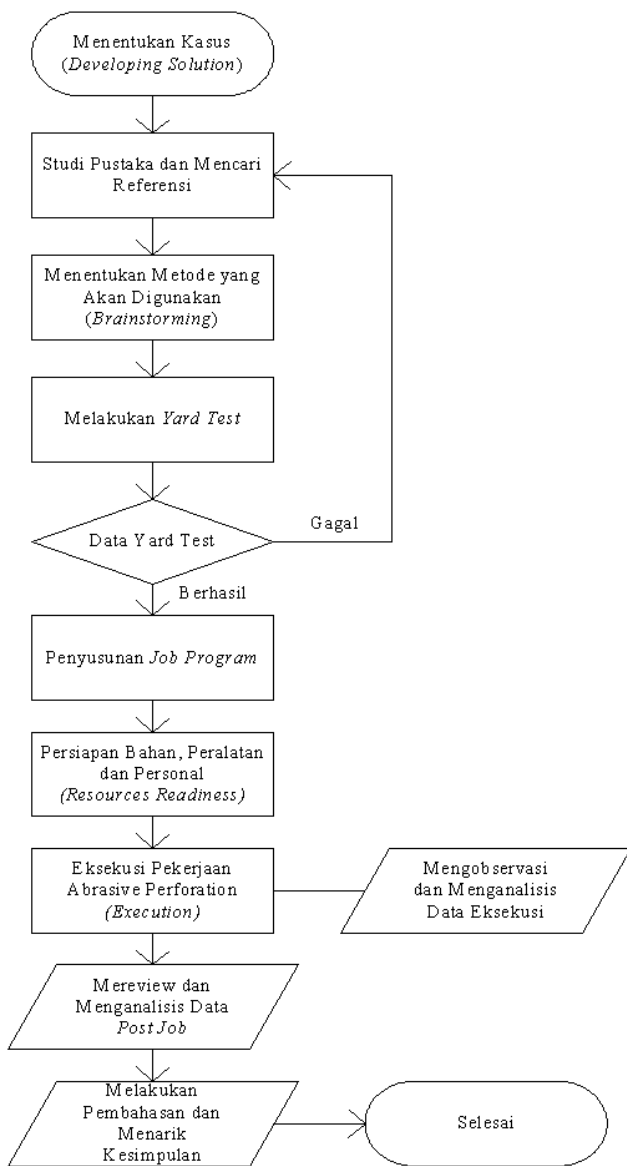 Menentukan Kasus
(Developing Solution)
Studi Pustaka dan Mencari
Referensi
Menentukan Metode yang
Akan Digunakan
(Brainstorming)
Melakukan Yard Test
Data Yard Test
Gagal
Berhasil
Penyusunan Job Program
Persiapan Bahan, Peralatan
dan Personal
(Resources Readiness)
Eksekusi Pekerjaan
Abrasive Perforation
(Execution)
Mengobservasi
dan Menganalisis
Data Eksekusi
Mereview dan
Menganalisis Data
Post Job
Melakukan
Pembahasan dan
Menarik
Kesimpulan
Selesai